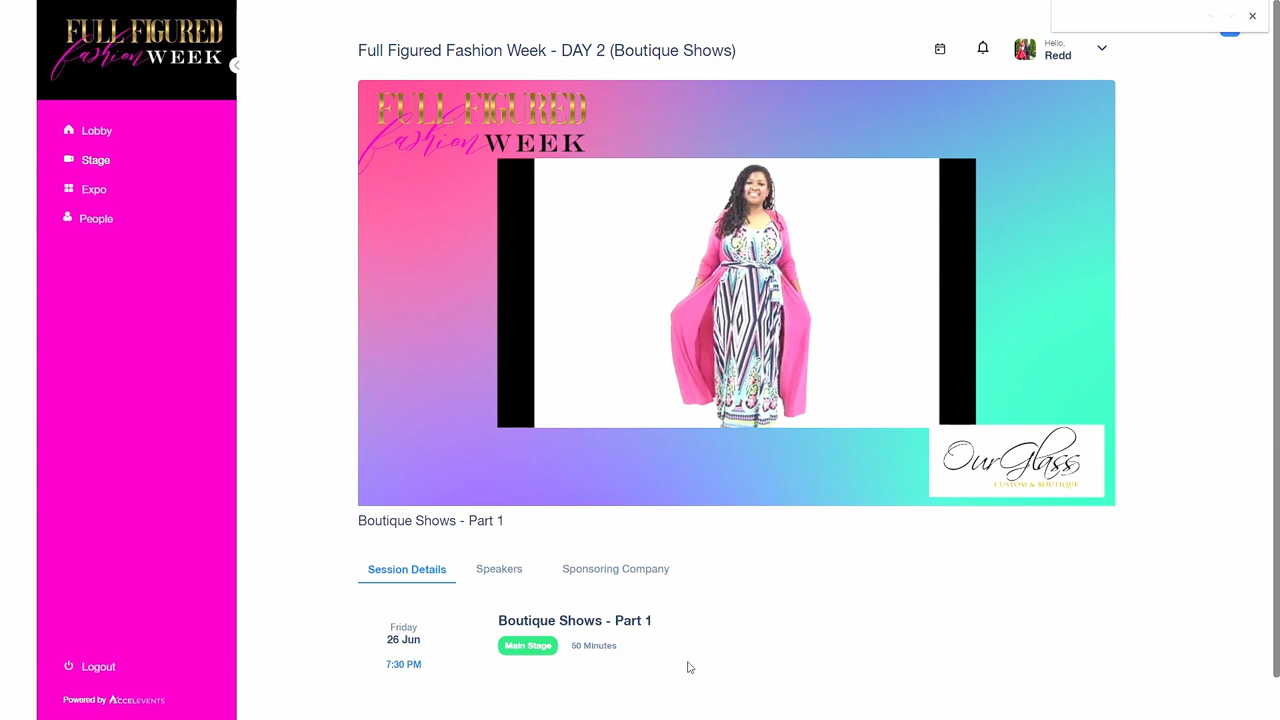 FULL FIGURED
fashion WEEK
Lobby
Stage
Expo
People
Logout
Powered by ACCELEVENTS
Full Figured Fashion Week - DAY 2 (Boutique Shows)
Hello,
Redd
FULL FIGURED
fashion WEEK
OurGlass
CUSTOM & BOUTIQUE
Boutique Shows - Part 1
Session Details
Speakers
Sponsoring Company
Friday
26 Jun
7:30 PM
Boutique Shows - Part 1
Main Stage
50 Minutes